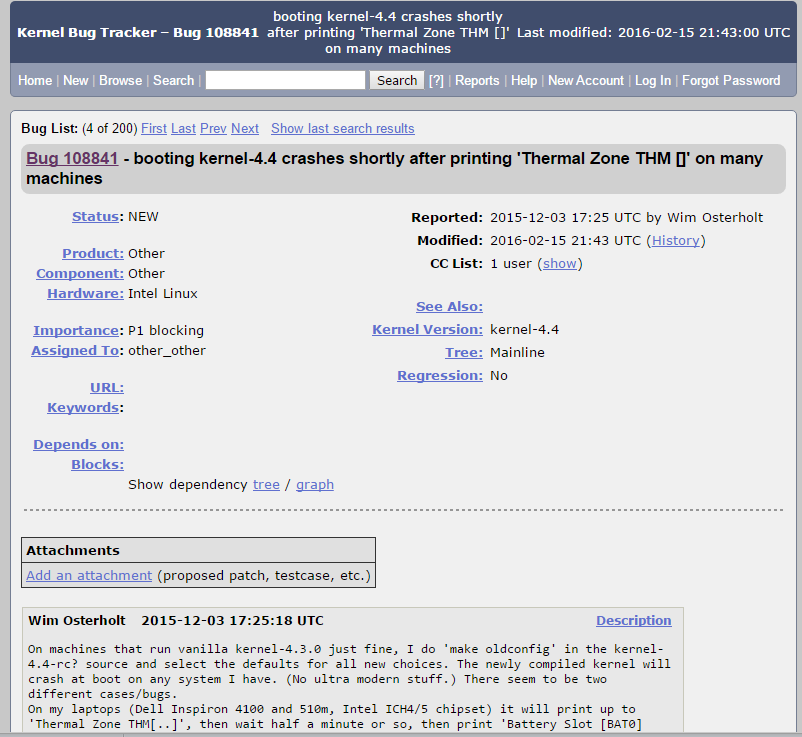 booting kernel-4.4 crashes shortly
Kernel Bug Tracker – Bug 108841 after printing 'Thermal Zone THM []' Last modified: 2016-02-15 21:43:00 UTC
on many machines
Home | New | Browse | Search | Search [?] | Reports | Help | New Account | Log In | Forgot Password
Bug List: (4 of 200) First Last Prev Next Show last search results
Bug 108841 - booting kernel-4.4 crashes shortly after printing 'Thermal Zone THM []' on many
machines
Status: NEW
Product: Other
Component: Other
Hardware: Intel Linux
Importance: P1 blocking
Assigned To: other_other
URL:
Keywords:
Depends on:
Blocks:
Show dependency tree / graph
Reported: 2015-12-03 17:25 UTC by Wim Osterholt
Modified: 2016-02-15 21:43 UTC (History)
CC List: 1 user (show)
See Also:
Kernel Version: kernel-4.4
Tree: Mainline
Regression: No
Attachments
Add an attachment (proposed patch, testcase, etc.)
Wim Osterholt 2015-12-03 17:25:18 UTC Description
On machines that run vanilla kernel-4.3.0 just fine, I do 'make oldconfig' in the kernel-
4.4-rc? source and select the defaults for all new choices. The newly compiled kernel will
crash at boot on any system I have. (No ultra modern stuff.) There seem to be two
different cases/bugs.
On my laptops (Dell Inspiron 4100 and 510m, Intel ICH4/5 chipset) it will print up to
'Thermal Zone THM[..]', then wait half a minute or so, then print 'Battery Slot [BAT0]